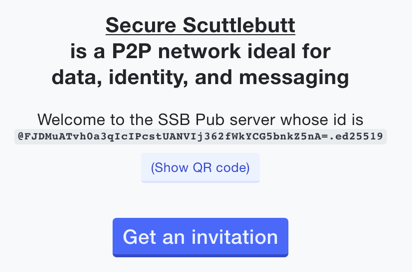 Secure Scuttlebutt
is a P2P network ideal for
data, identity, and messaging
Welcome to the SSB Pub server whose id is
@FJDMuATvh0a3qIcIPcstUANVIj362fWkYCG5bnkZ5nA=.ed25519
(Show QR code)
Get an invitation